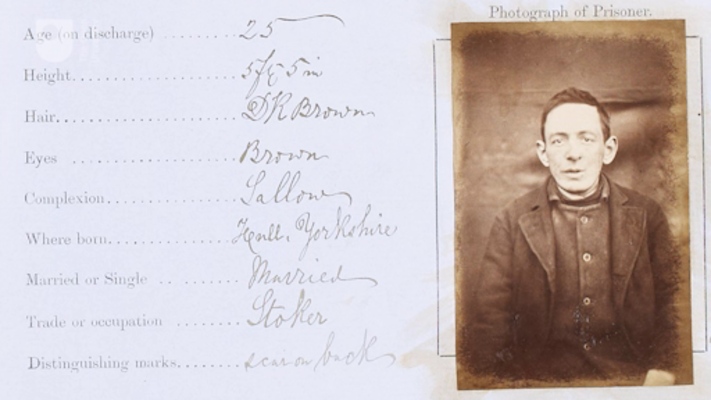 Photograph of Prisoner.
Age (on discharge) ......... 25
Height........................ 5ft 5in
Hair.......................... DK Brown
Eyes ......................... Brown
Complexion.................... Sallow
Where born.................... Hull, Yorkshire
Married or Single .. ........ Married
Trade or occupation ....... Stoker
Distinguishing marks........ scar on back